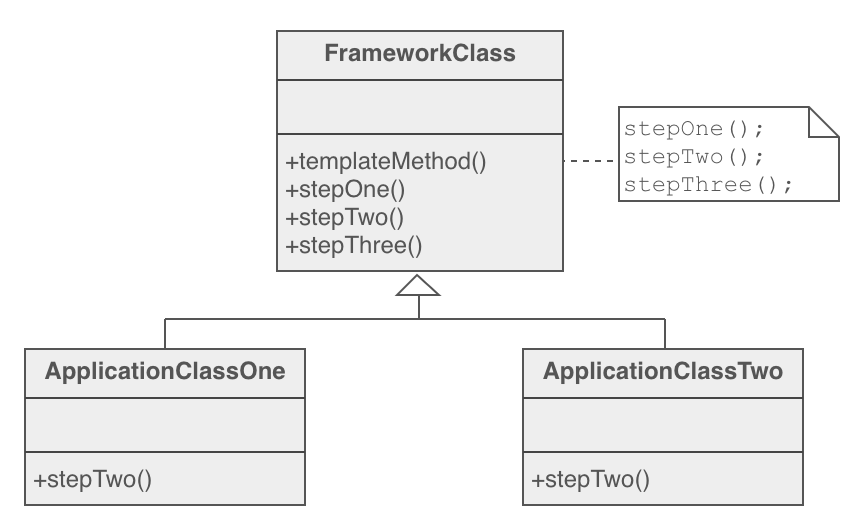 FrameworkClass
+templateMethod()
+stepOne()
+stepTwo()
+stepThree()
stepOne();
stepTwo();
stepThree();
ApplicationClassOne
+stepTwo()
ApplicationClassTwo
+stepTwo()